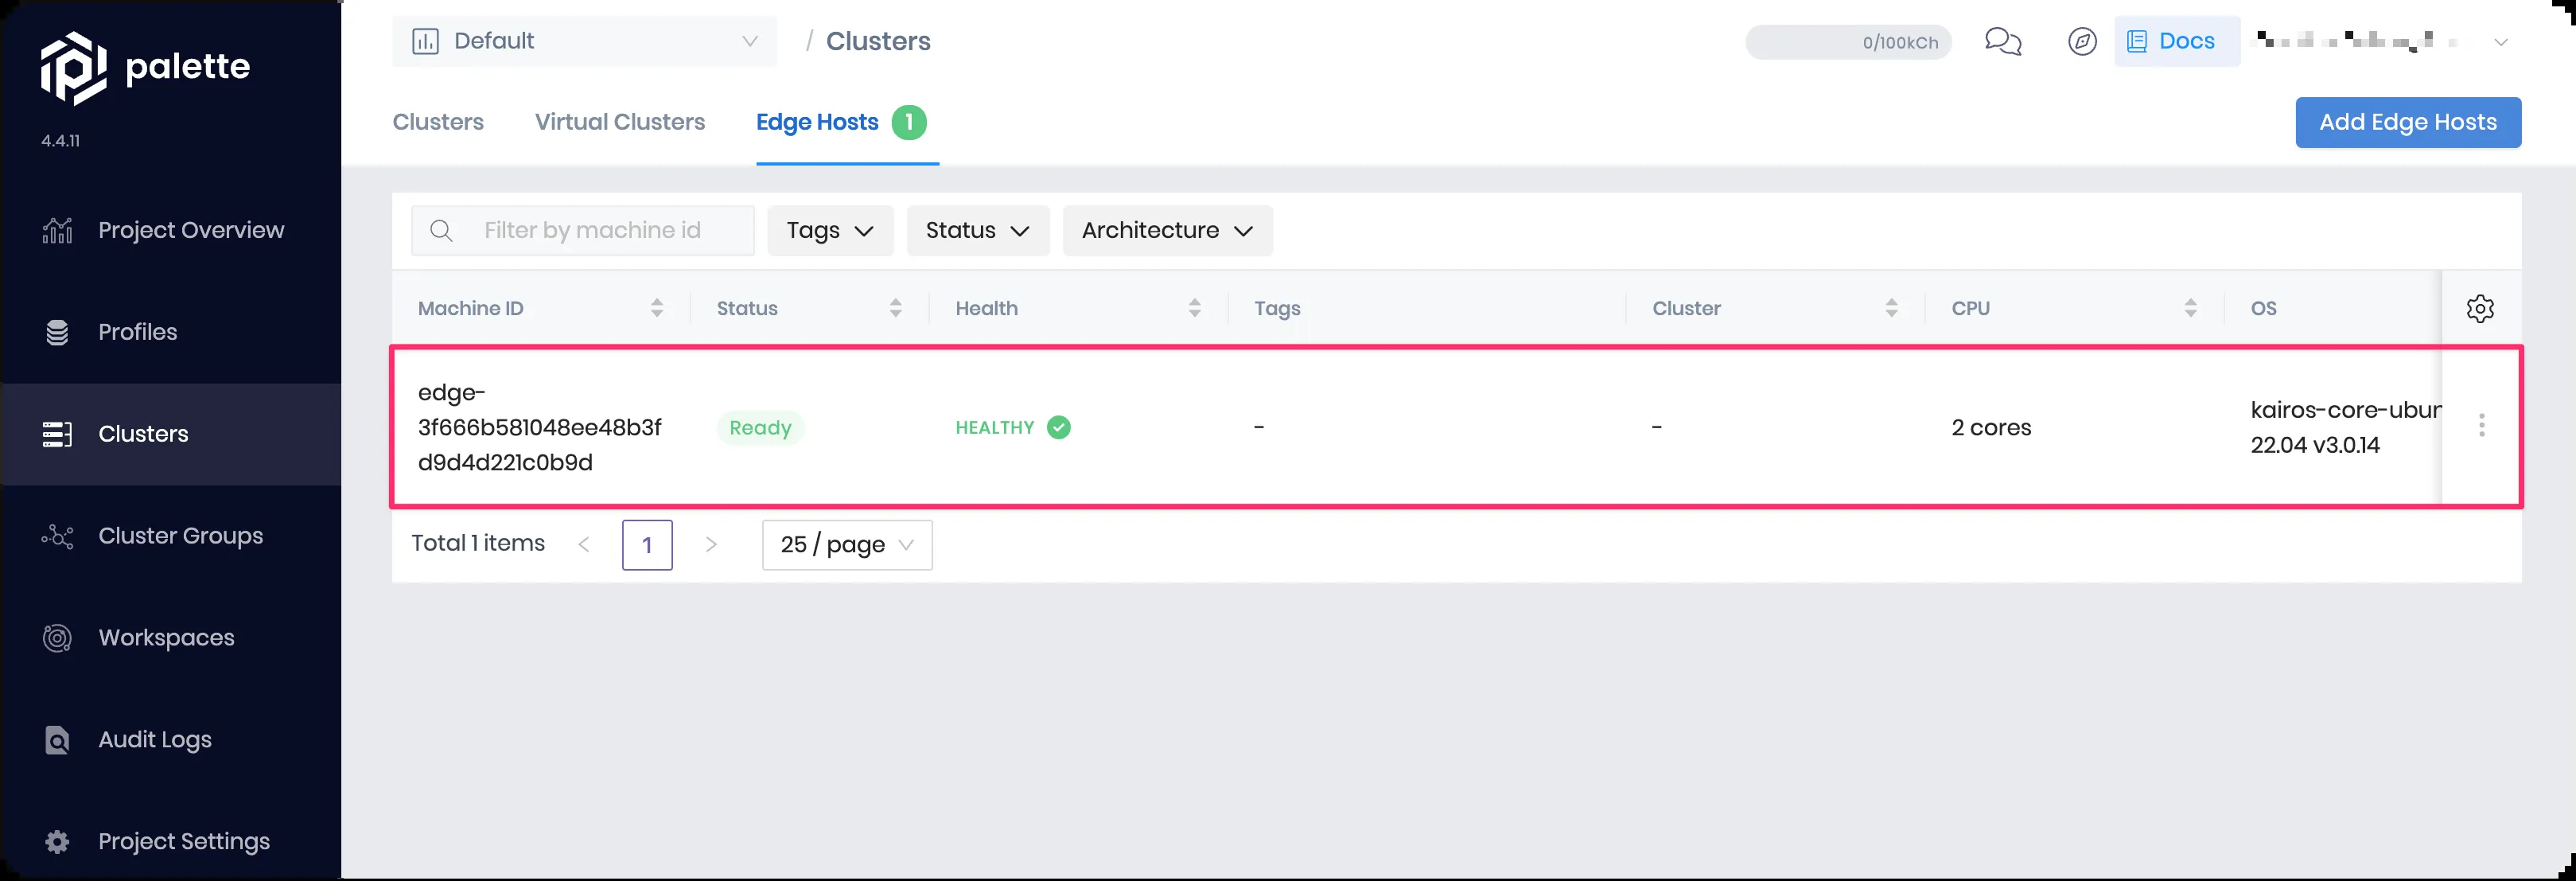 palette
4.4.11
Project Overview
Profiles
Clusters
Cluster Groups
Workspaces
Audit Logs
Project Settings
Default / Clusters 0/100kCh Docs
Clusters Virtual Clusters Edge Hosts 1 Add Edge Hosts
Filter by machine id Tags Status Architecture
Machine ID Status Health Tags Cluster CPU OS
edge-
3f666b581048ee48b3f
d9d4d221c0b9d
Ready HEALTHY - - 2 cores
kairos-core-ubun
22.04 v3.0.14
Total 1 items 1 25 / page